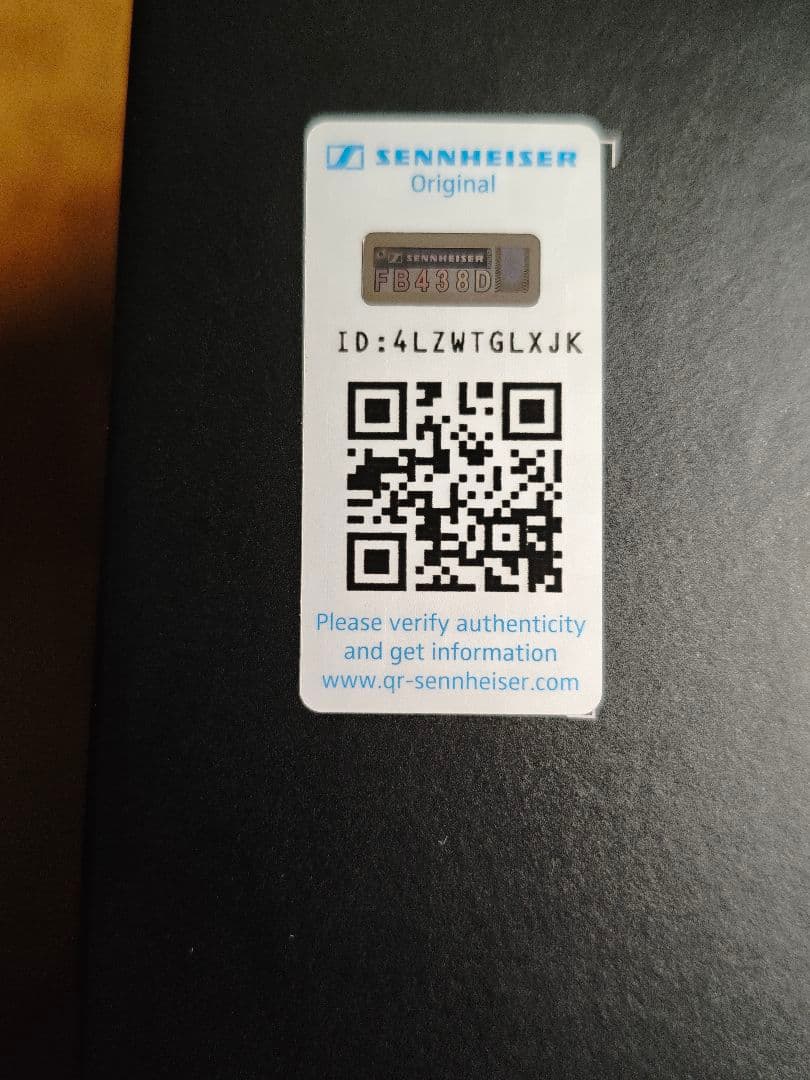 SENNHEISER
Original
SENNHEISER
FB438D
ID:4LZWTGLXJK
Please verify authenticity
and get information
www.qr-sennheiser.com